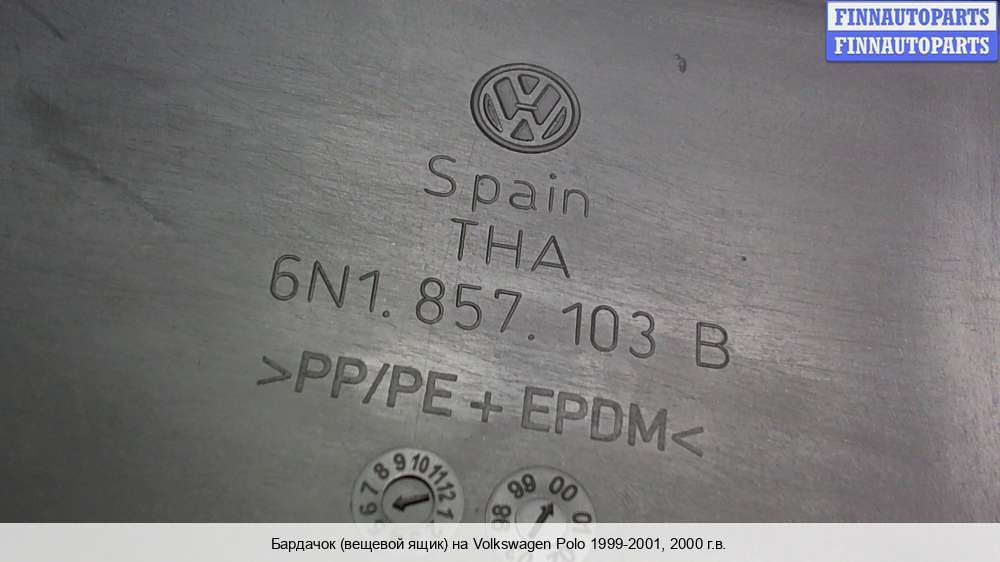 FINNAUTOPARTS
FINNAUTOPARTS
VW
Spain
THA
6N1. 857. 103 B
>PP/PE + EPDM<
6 7 8 9 10 11 12 1
98 99 00
Бардачок (вещевой ящик) на Volkswagen Polo 1999-2001, 2000 г.в.